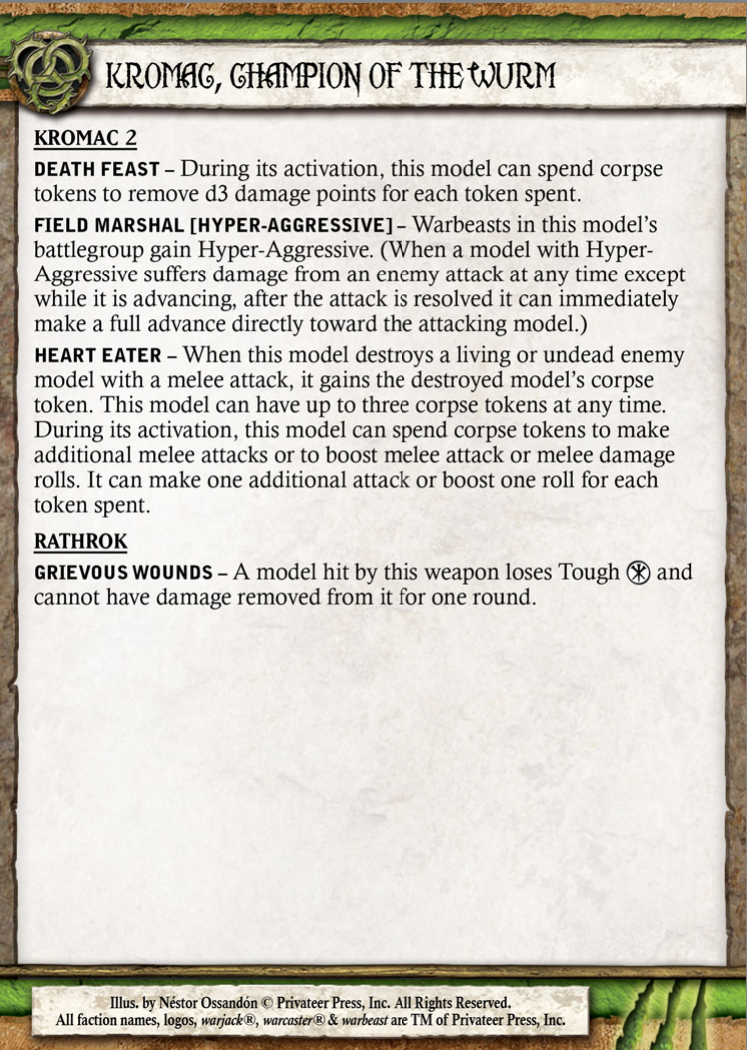 KROMAC, CHAMPION OF THE WURM
KROMAC 2
DEATH FEAST – During its activation, this model can spend corpse
tokens to remove d3 damage points for each token spent.
FIELD MARSHAL [HYPER-AGGRESSIVE] – Warbeasts in this model's
battlegroup gain Hyper-Aggressive. (When a model with Hyper-
Aggressive suffers damage from an enemy attack at any time except
while it is advancing, after the attack is resolved it can immediately
make a full advance directly toward the attacking model.)
HEART EATER – When this model destroys a living or undead enemy
model with a melee attack, it gains the destroyed model's corpse
token. This model can have up to three corpse tokens at any time.
During its activation, this model can spend corpse tokens to make
additional melee attacks or to boost melee attack or melee damage
rolls. It can make one additional attack or boost one roll for each
token spent.
RATHROK
GRIEVOUS WOUNDS – A model hit by this weapon loses Tough and
cannot have damage removed from it for one round.
Illus. by Néstor Ossandón © Privateer Press, Inc. All Rights Reserved.
All faction names, logos, warjack®, warcaster® & warbeast are TM of Privateer Press, Inc.